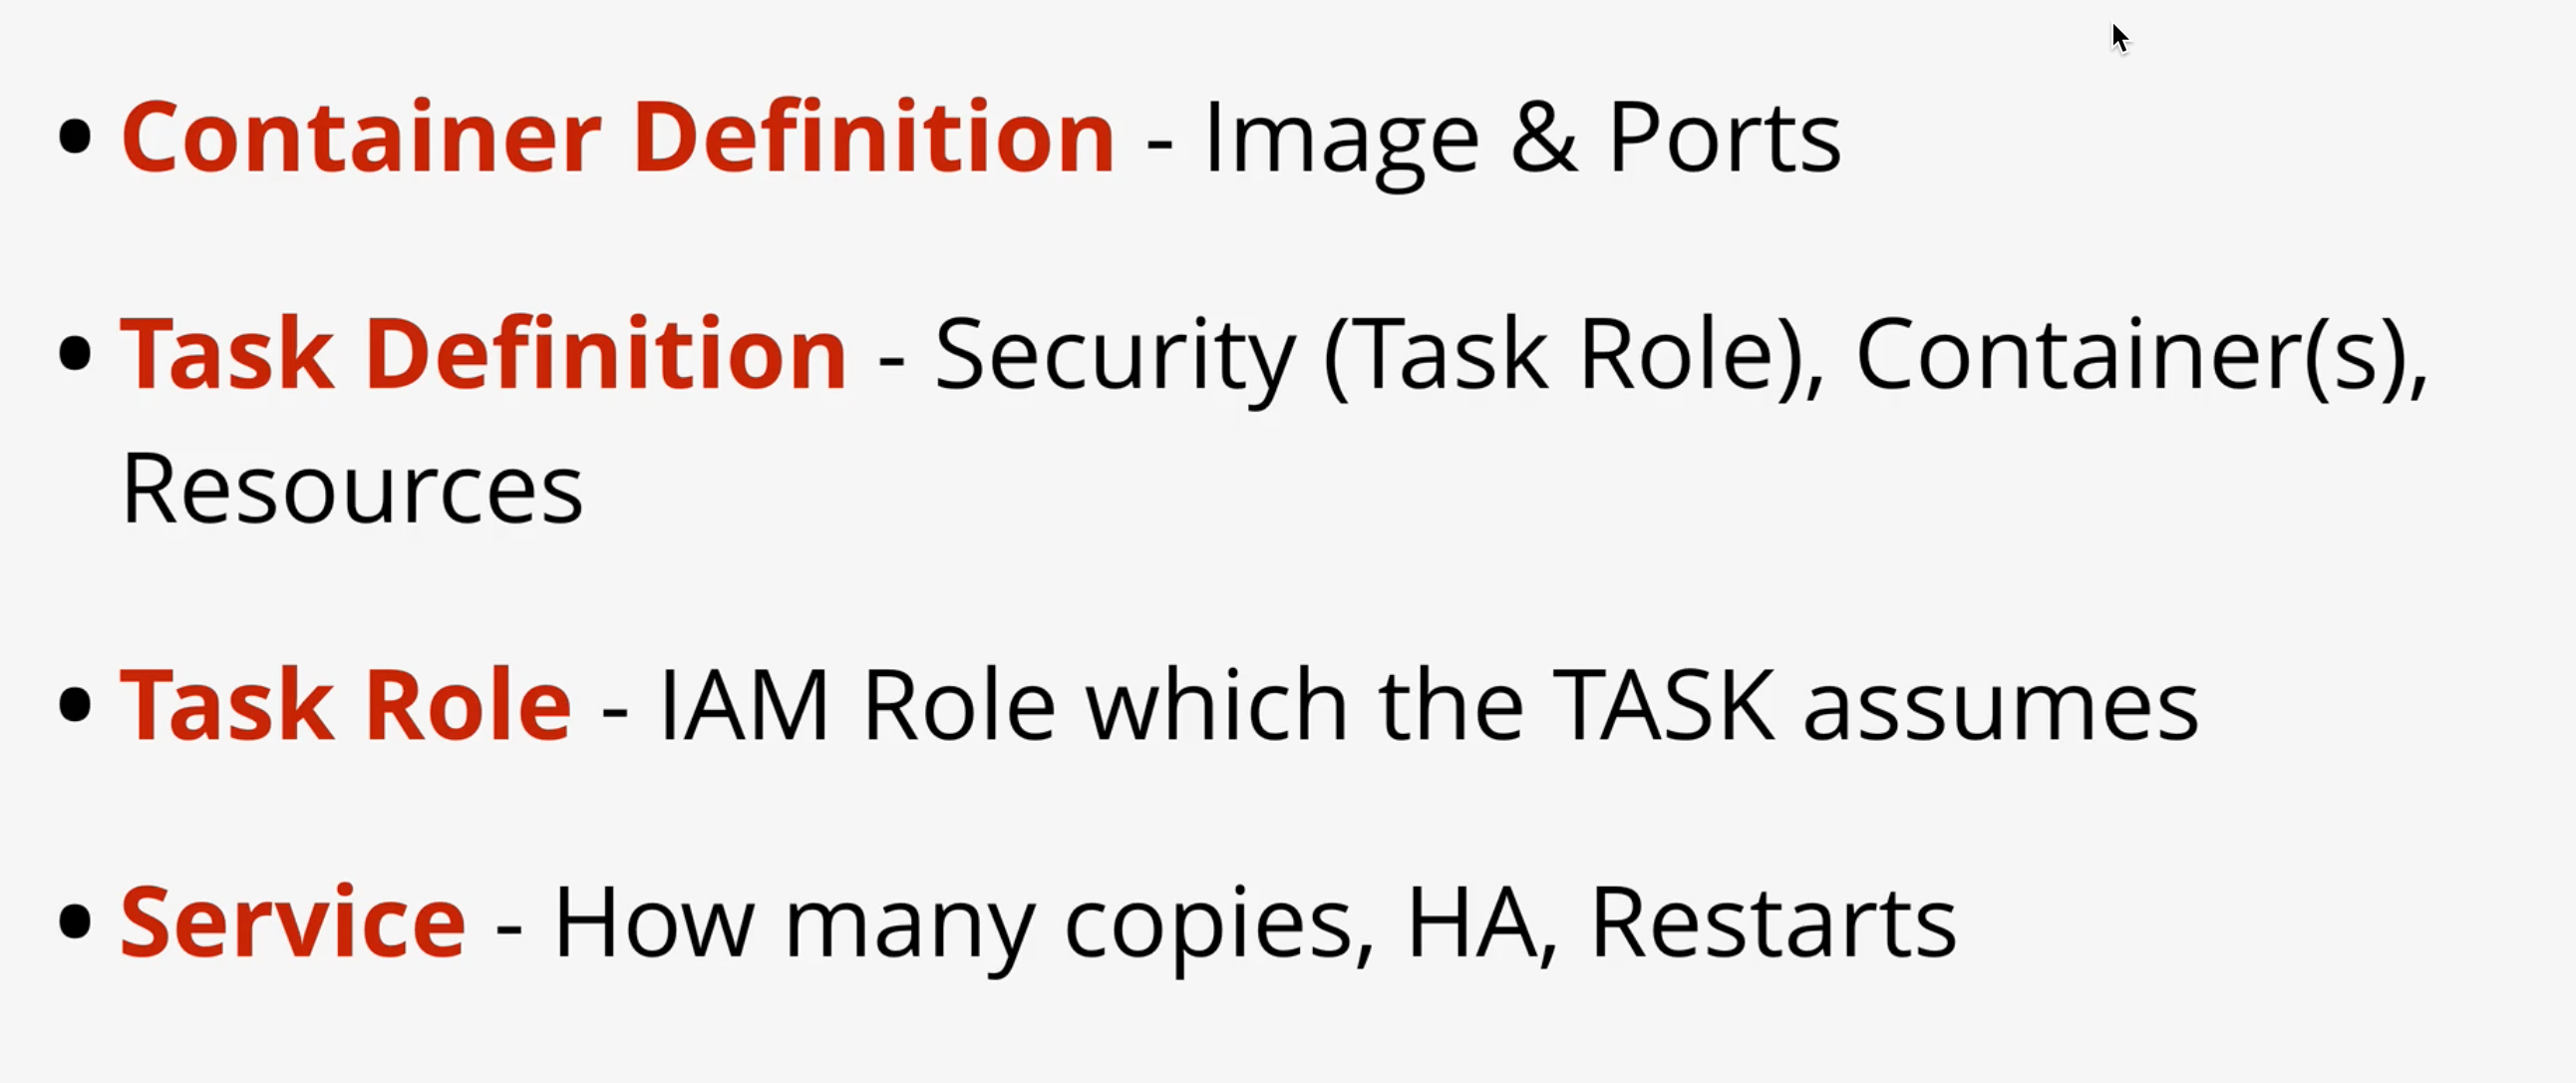 • Container Definition - Image & Ports
• Task Definition - Security (Task Role), Container(s),
Resources
• Task Role - IAM Role which the TASK assumes
• Service - How many copies, HA, Restarts